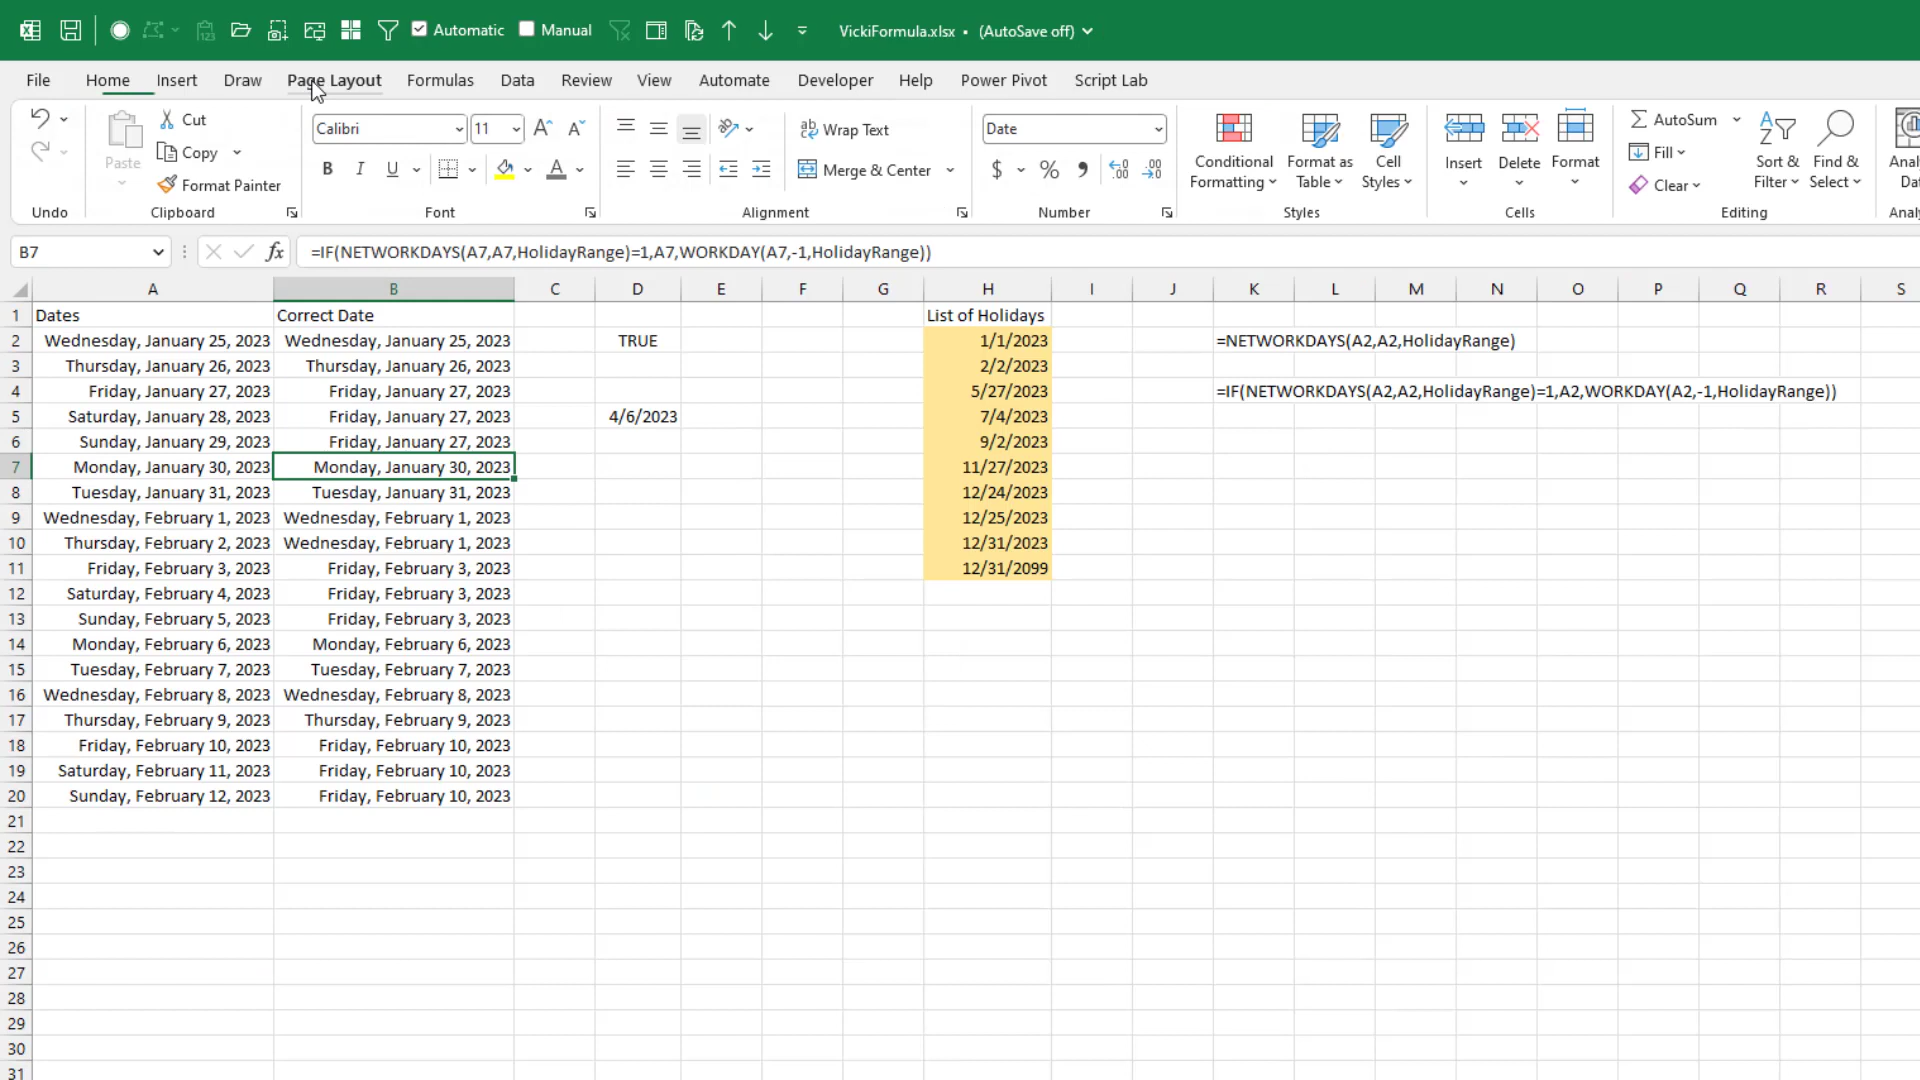 Automatic Manual VickiFormula.xlsx • (AutoSave off)
File Home Insert Draw Page Layout Formulas Data Review View Automate Developer Help Power Pivot Script Lab
Paste
Cut
Copy
Format Painter
Calibri 11
B I U A
Wrap Text
Merge & Center
Date
$ %
Conditional Formatting
Format as Table
Cell Styles
Insert
Delete
Format
AutoSum
Fill
Clear
Sort & Filter
Find & Select
Undo Clipboard Font Alignment Number Styles Cells Editing
B7 fx =IF(NETWORKDAYS(A7,A7,HolidayRange)=1,A7,WORKDAY(A7,-1,HolidayRange))
A B C D E F G H I J K L M N O P Q R S
1 Dates Correct Date List of Holidays
2 Wednesday, January 25, 2023 Wednesday, January 25, 2023 TRUE 1/1/2023 =NETWORKDAYS(A2,A2,HolidayRange)
3 Thursday, January 26, 2023 Thursday, January 26, 2023 2/2/2023
4 Friday, January 27, 2023 Friday, January 27, 2023 5/27/2023 =IF(NETWORKDAYS(A2,A2,HolidayRange)=1,A2,WORKDAY(A2,-1,HolidayRange))
5 Saturday, January 28, 2023 Friday, January 27, 2023 4/6/2023 7/4/2023
6 Sunday, January 29, 2023 Friday, January 27, 2023 9/2/2023
7 Monday, January 30, 2023 Monday, January 30, 2023 11/27/2023
8 Tuesday, January 31, 2023 Tuesday, January 31, 2023 12/24/2023
9 Wednesday, February 1, 2023 Wednesday, February 1, 2023 12/25/2023
10 Thursday, February 2, 2023 Wednesday, February 1, 2023 12/31/2023
11 Friday, February 3, 2023 Friday, February 3, 2023 12/31/2099
12 Saturday, February 4, 2023 Friday, February 3, 2023
13 Sunday, February 5, 2023 Friday, February 3, 2023
14 Monday, February 6, 2023 Monday, February 6, 2023
15 Tuesday, February 7, 2023 Tuesday, February 7, 2023
16 Wednesday, February 8, 2023 Wednesday, February 8, 2023
17 Thursday, February 9, 2023 Thursday, February 9, 2023
18 Friday, February 10, 2023 Friday, February 10, 2023
19 Saturday, February 11, 2023 Friday, February 10, 2023
20 Sunday, February 12, 2023 Friday, February 10, 2023
21
22
23
24
25
26
27
28
29
30
31